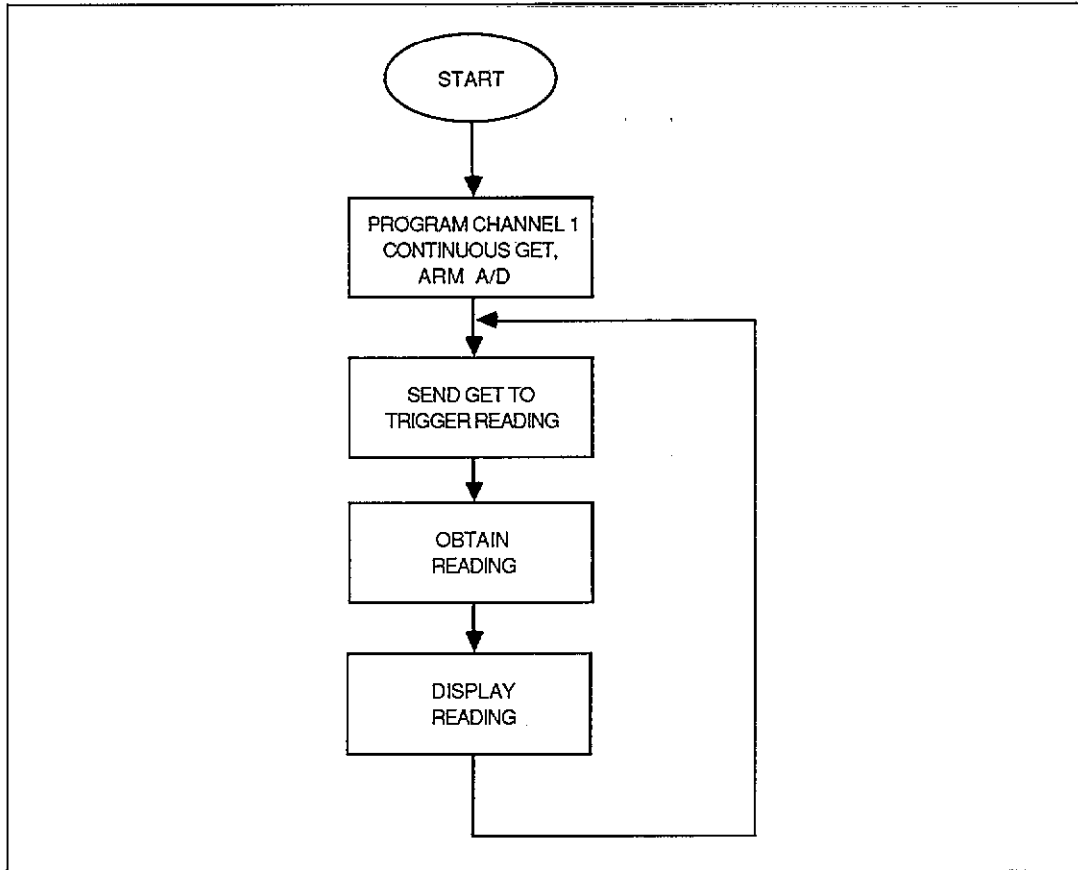 START
PROGRAM CHANNEL 1
CONTINUOUS GET,
ARM A/D
SEND GET TO
TRIGGER READING
OBTAIN
READING
DISPLAY
READING